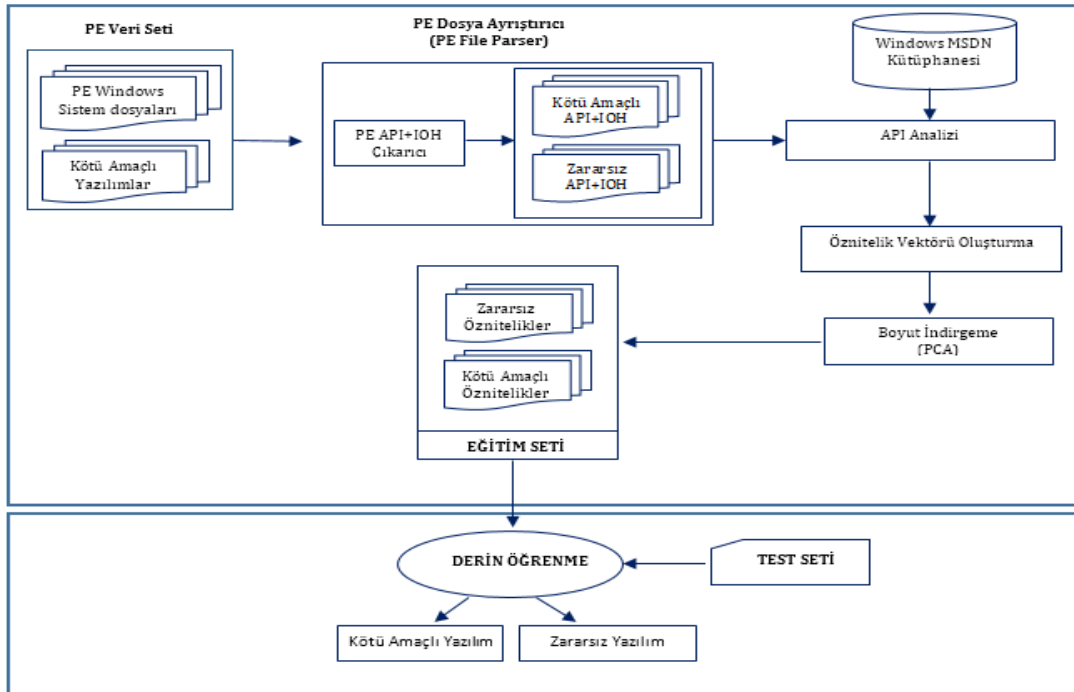 PE Veri Seti
PE Windows
Sistem dosyaları
Kötü Amaçlı
Yazılımlar
PE Dosya Ayrıştırıcı
(PE File Parser)
PE API+IOH
Çıkarıcı
Kötü Amaçlı
API+IOH
Zararsız
API+IOH
Windows MSDN
Kütüphanesi
API Analizi
Öznitelik Vektörü Oluşturma
Boyut İndirgeme
(PCA)
Zararsız
Öznitelikler
Kötü Amaçlı
Öznitelikler
EĞİTİM SETİ
DERİN ÖĞRENME
TEST SETİ
Kötü Amaçlı Yazılım
Zararsız Yazılım